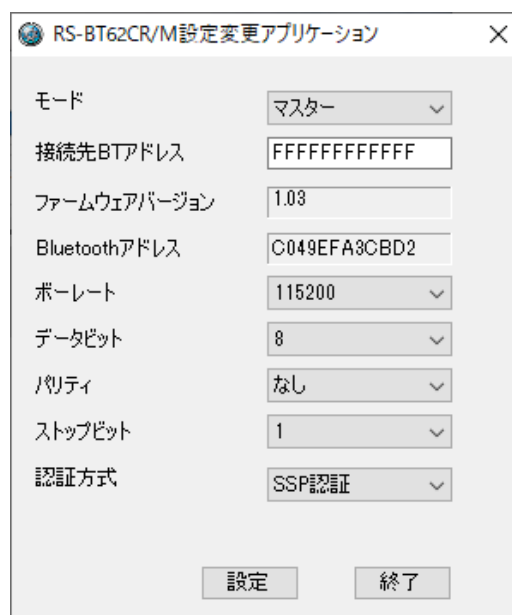 RS-BT62CR/M設定変更アプリケーション
モード マスター
接続先BTアドレス FFFFFFFFFFFF
ファームウェアバージョン 1.03
Bluetoothアドレス C049EFA3CBD2
ボーレート 115200
データビット 8
パリティ なし
ストップビット 1
認証方式 SSP認証
設定 終了